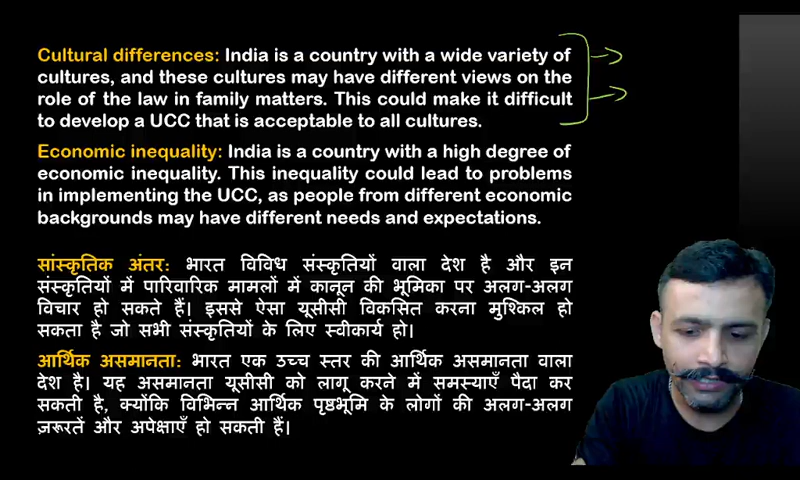 Cultural differences: India is a country with a wide variety of
cultures, and these cultures may have different views on the
role of the law in family matters. This could make it difficult
to develop a UCC that is acceptable to all cultures.
Economic inequality: India is a country with a high degree of
economic inequality. This inequality could lead to problems
in implementing the UCC, as people from different economic
backgrounds may have different needs and expectations.
सांस्कृतिक अंतर: भारत विविध संस्कृतियों वाला देश है और इन
संस्कृतियों में पारिवारिक मामलों में कानून की भूमिका पर अलग-अलग
विचार हो सकते हैं। इससे ऐसा यूसीसी विकसित करना मुश्किल हो
सकता है जो सभी संस्कृतियों के लिए स्वीकार्य हो।
आर्थिक असमानता: भारत एक उच्च स्तर की आर्थिक असमानता वाला
देश है। यह असमानता यूसीसी को लागू करने में समस्याएँ पैदा कर
सकती है, क्योंकि विभिन्न आर्थिक पृष्ठभूमि के लोगों की अलग-अलग
ज़रूरतें और अपेक्षाएँ हो सकती हैं।